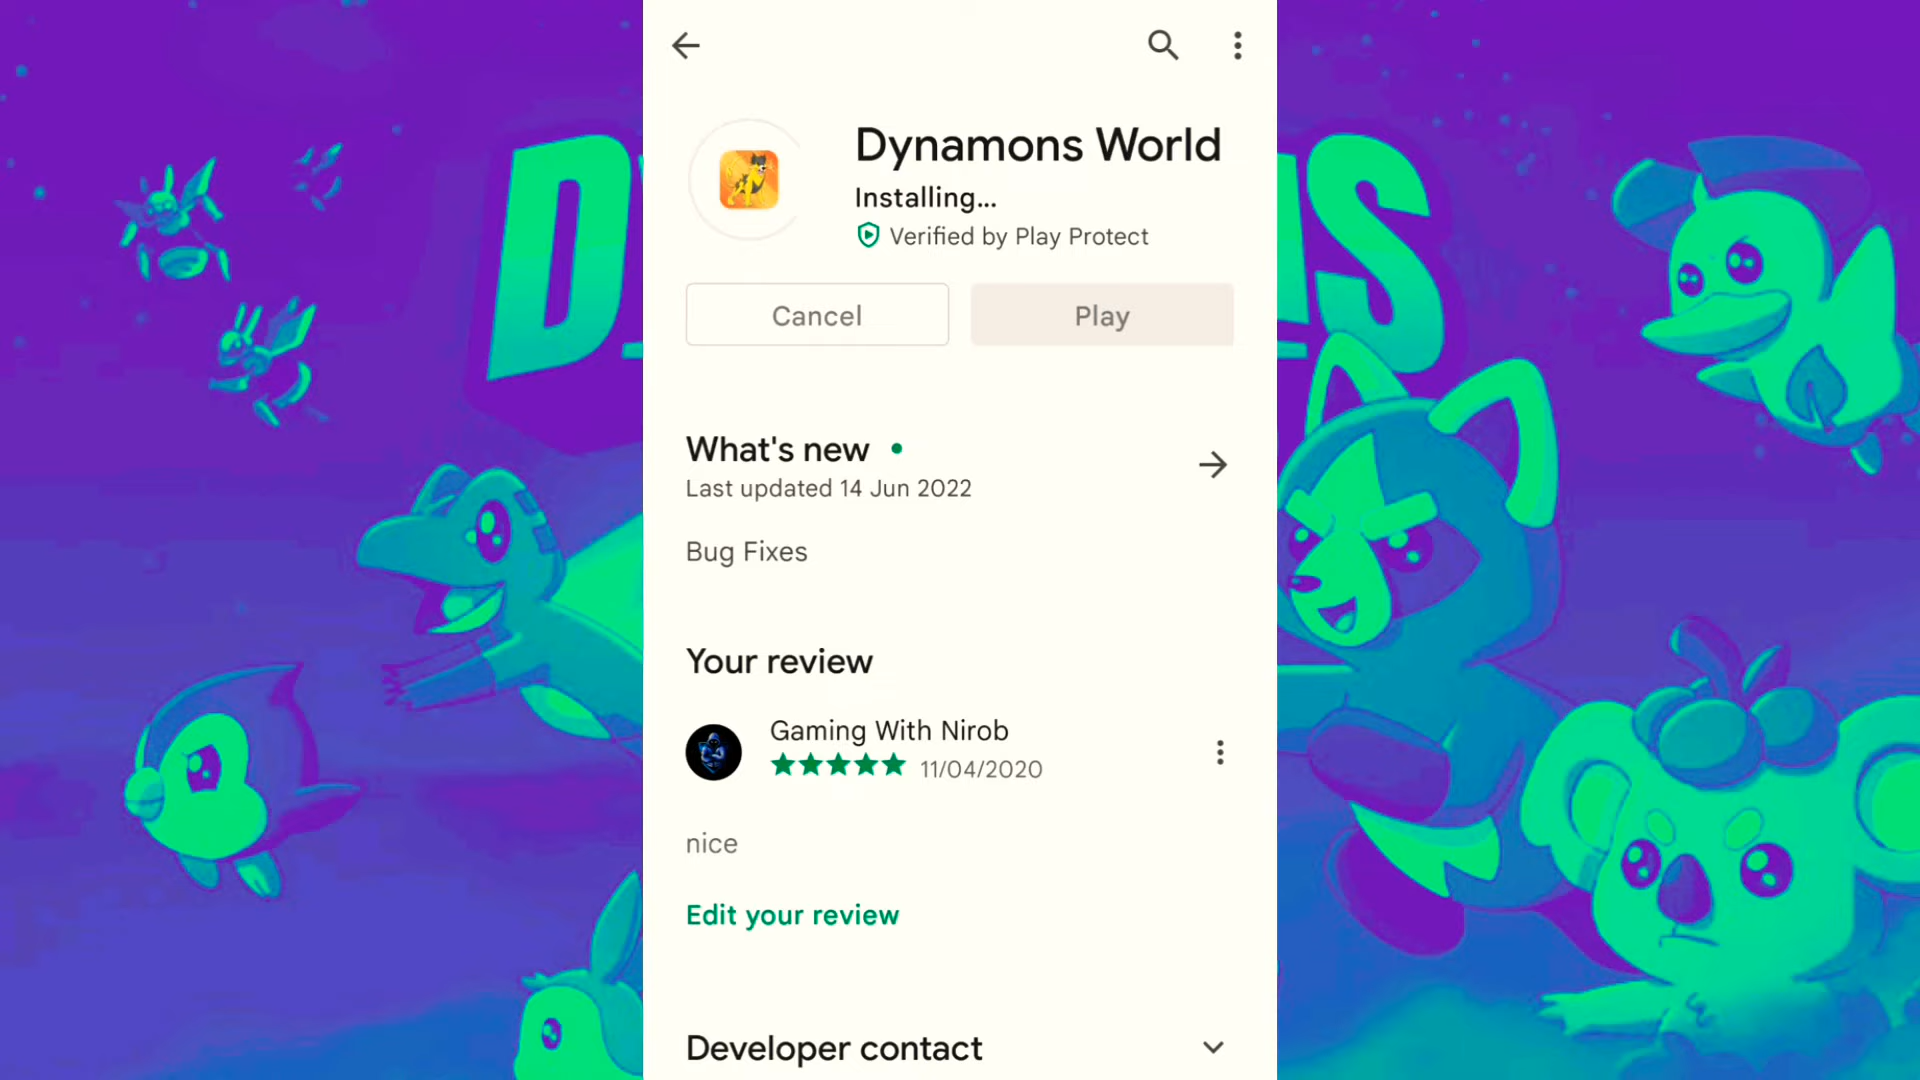 Dynamons World
Installing...
Verified by Play Protect
Cancel
Play
What's new
Last updated 14 Jun 2022
Bug Fixes
Your review
Gaming With Nirob
11/04/2020
nice
Edit your review
Developer contact
D
S